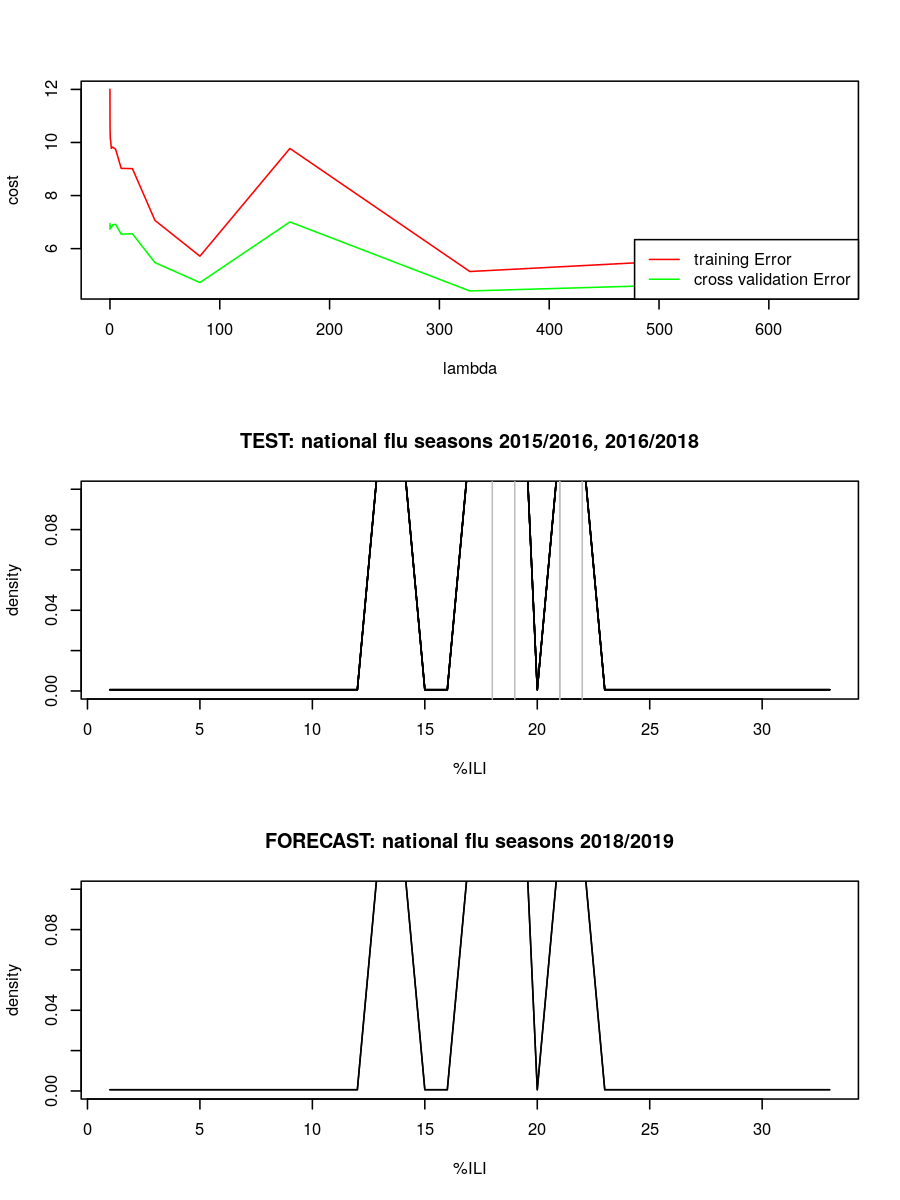 12
10
8
6
cost
training Error
cross validation Error
0 100 200 300 400 500 600
lambda
TEST: national flu seasons 2015/2016, 2016/2018
0.08
0.04
0.00
density
0 5 10 15 20 25 30
%ILI
FORECAST: national flu seasons 2018/2019
0.08
0.04
0.00
density
0 5 10 15 20 25 30
%ILI